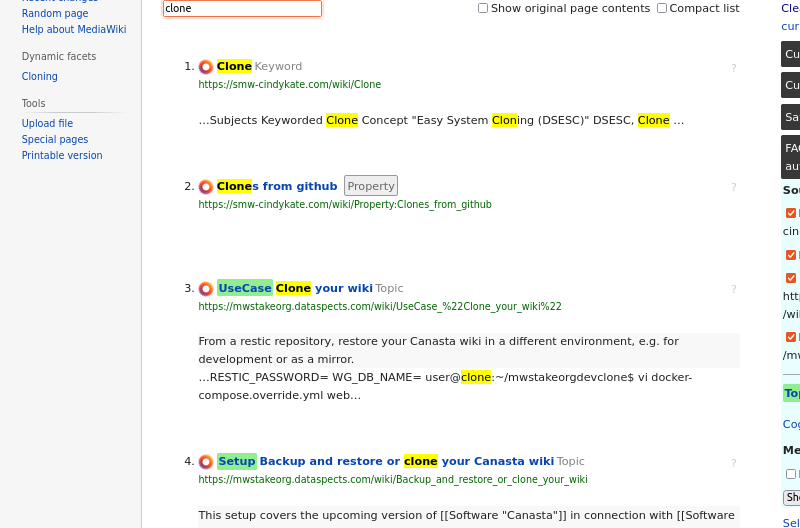 Random page
Help about MediaWiki
Dynamic facets
Cloning
Tools
Upload file
Special pages
Printable version
clone
Show original page contents
Compact list
1. Clone Keyword ?
https://smw-cindykate.com/wiki/Clone
…Subjects Keyworded Clone Concept "Easy System Cloning (DSESC)" DSESC, Clone …
2. Clones from github Property ?
https://smw-cindykate.com/wiki/Property:Clones_from_github
3. UseCase Clone your wiki Topic ?
https://mwstakeorg.dataspects.com/wiki/UseCase_%22Clone_your_wiki%22
From a restic repository, restore your Canasta wiki in a different environment, e.g. for
development or as a mirror.
…RESTIC_PASSWORD= WG_DB_NAME= user@clone:~/mwstakeorgdevclone$ vi docker-
compose.override.yml web…
4. Setup Backup and restore or clone your Canasta wiki Topic ?
https://mwstakeorg.dataspects.com/wiki/Backup_and_restore_or_clone_your_wiki
This setup covers the upcoming version of [[Software "Canasta"]] in connection with [[Software
Clea
cur
Cu
Cu
Sa
FA
au
Sou
cin
htt
/wi
/m
Top
Cog
Me
Sho
Sel